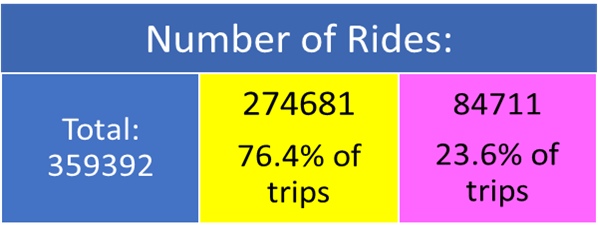 Number of Rides:
Total:
359392
274681
76.4% of
trips
84711
23.6% of
trips